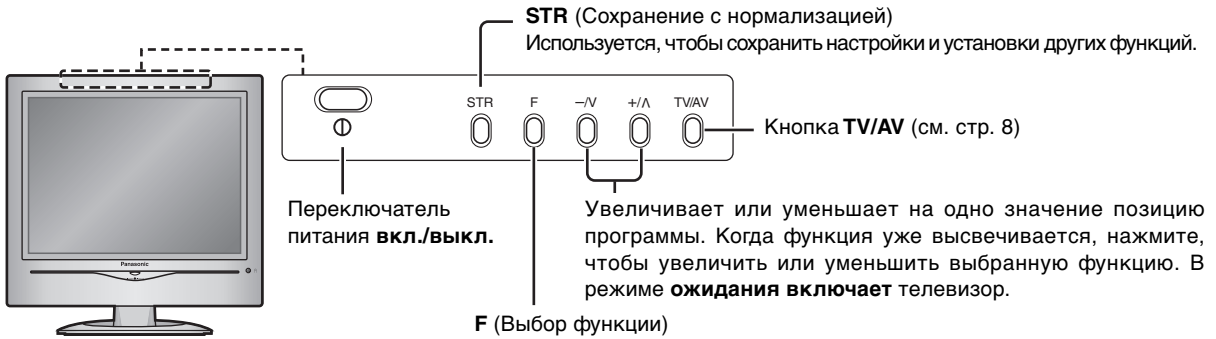 STR (Сохранение с нормализацией)
Используется, чтобы сохранить настройки и установки других функций.
STR F –/V +/Λ TV/AV
Кнопка TV/AV (см. стр. 8)
Переключатель
питания вкл./выкл.
Увеличивает или уменьшает на одно значение позицию
программы. Когда функция уже высвечивается, нажмите,
чтобы увеличить или уменьшить выбранную функцию. В
режиме ожидания включает телевизор.
Panasonic
F (Выбор функции)